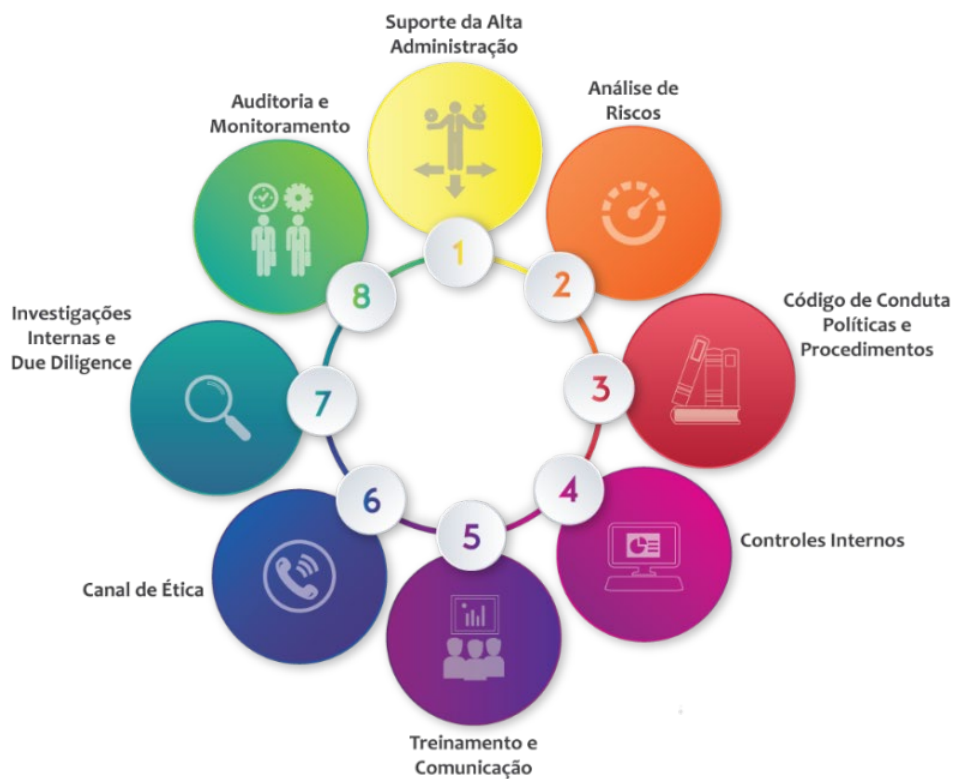 Suporte da Alta
Administração
1
Análise de
Riscos
2
Código de Conduta
Políticas e
Procedimentos
3
Controles Internos
4
Treinamento e
Comunicação
5
Canal de Ética
6
Investigações
Internas e
Due Diligence
7
Auditoria e
Monitoramento
8